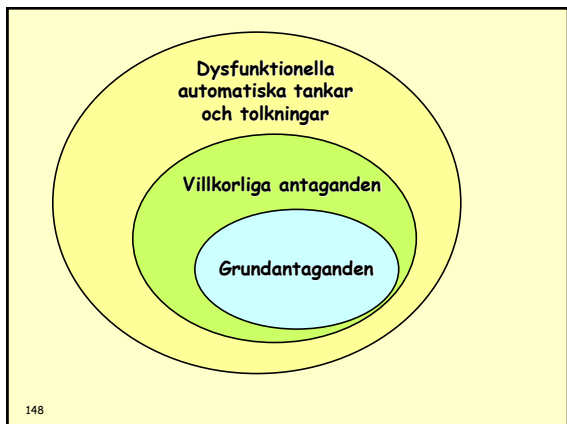 Dysfunktionella
automatiska tankar
och tolkningar
Villkorliga antaganden
Grundantaganden
148